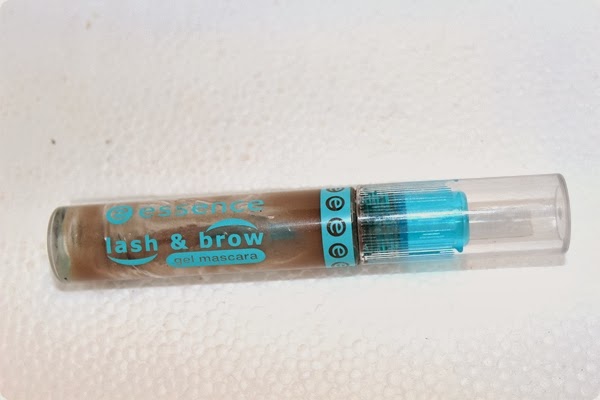 essence
lash & brow
gel mascara